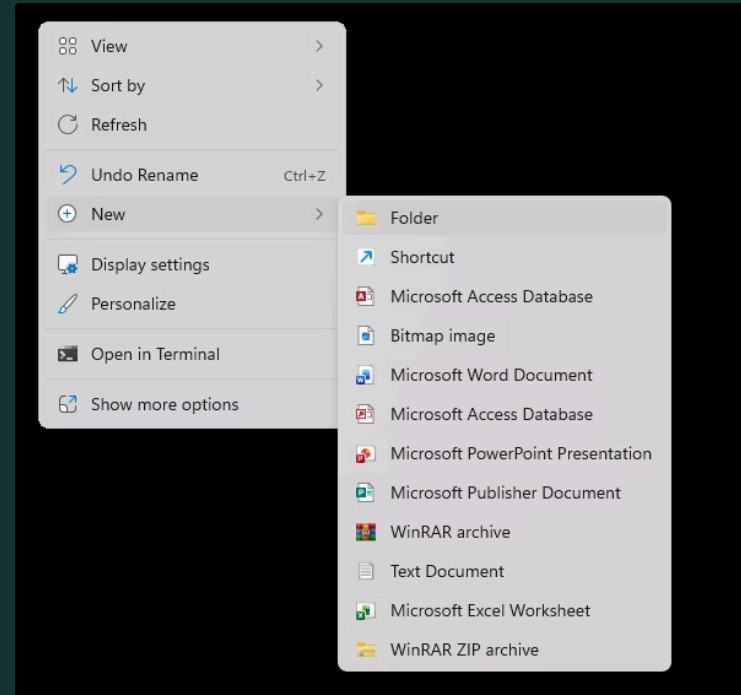 View
Sort by
Refresh
Undo Rename Ctrl+Z
New
Display settings
Personalize
Open in Terminal
Show more options
Folder
Shortcut
Microsoft Access Database
Bitmap image
Microsoft Word Document
Microsoft Access Database
Microsoft PowerPoint Presentation
Microsoft Publisher Document
WinRAR archive
Text Document
Microsoft Excel Worksheet
WinRAR ZIP archive